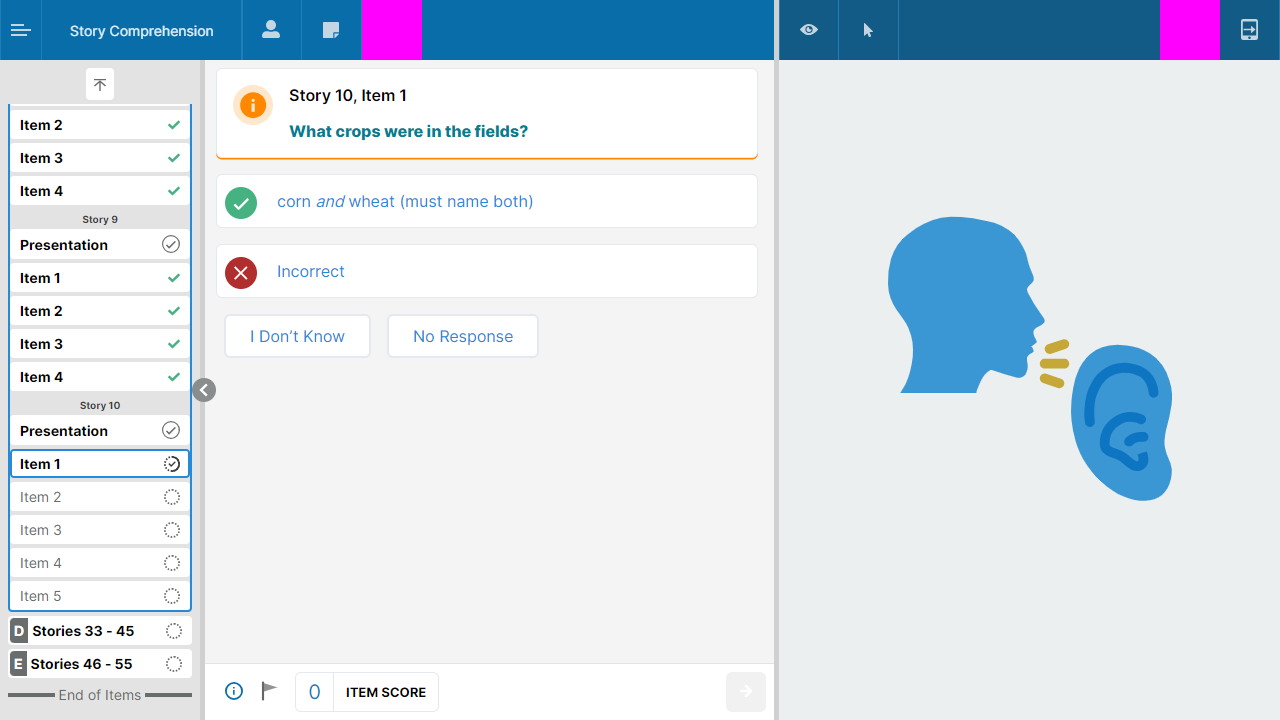 Story Comprehension
Item 2
Item 3
Item 4
Story 9
Presentation
Item 1
Item 2
Item 3
Item 4
Story 10
Presentation
Item 1
Item 2
Item 3
Item 4
Item 5
D Stories 33 - 45
E Stories 46 - 55
End of Items
Story 10, Item 1
What crops were in the fields?
corn and wheat (must name both)
Incorrect
I Don’t Know
No Response
0 ITEM SCORE